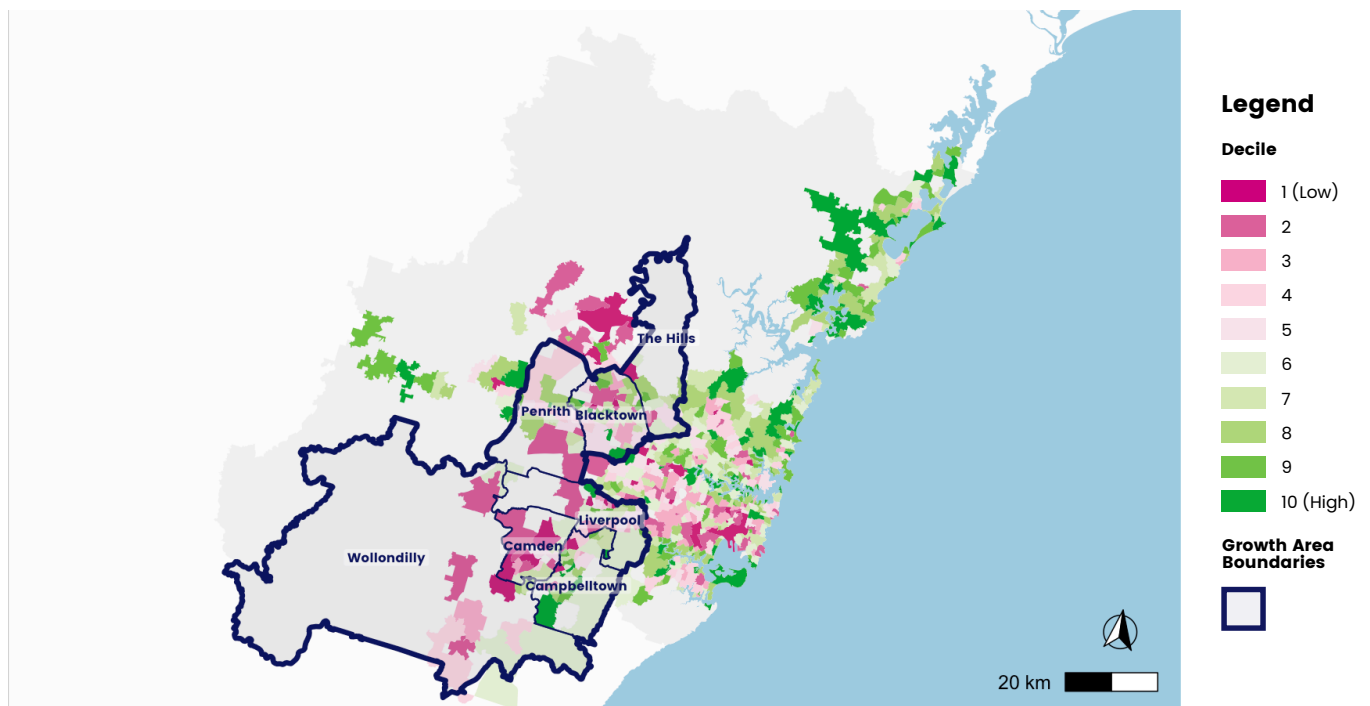 The Hills
Penrith
Blacktown
Liverpool
Camden
Wollondilly
Campbelltown
20 km
Legend
Decile
1 (Low)
2
3
4
5
6
7
8
9
10 (High)
Growth Area
Boundaries